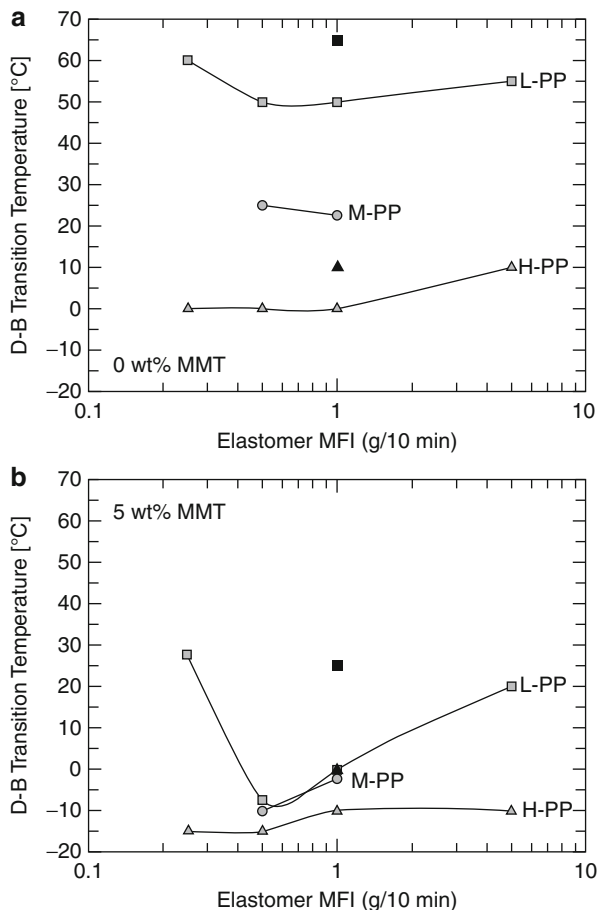 a
D-B Transition Temperature [°C]
70
60
50
40
30
20
10
0
−10
−20
L-PP
M-PP
H-PP
0 wt% MMT
0.1
1
10
Elastomer MFI (g/10 min)
b
D-B Transition Temperature [°C]
70
60
50
40
30
20
10
0
−10
−20
5 wt% MMT
L-PP
M-PP
H-PP
0.1
1
10
Elastomer MFI (g/10 min)